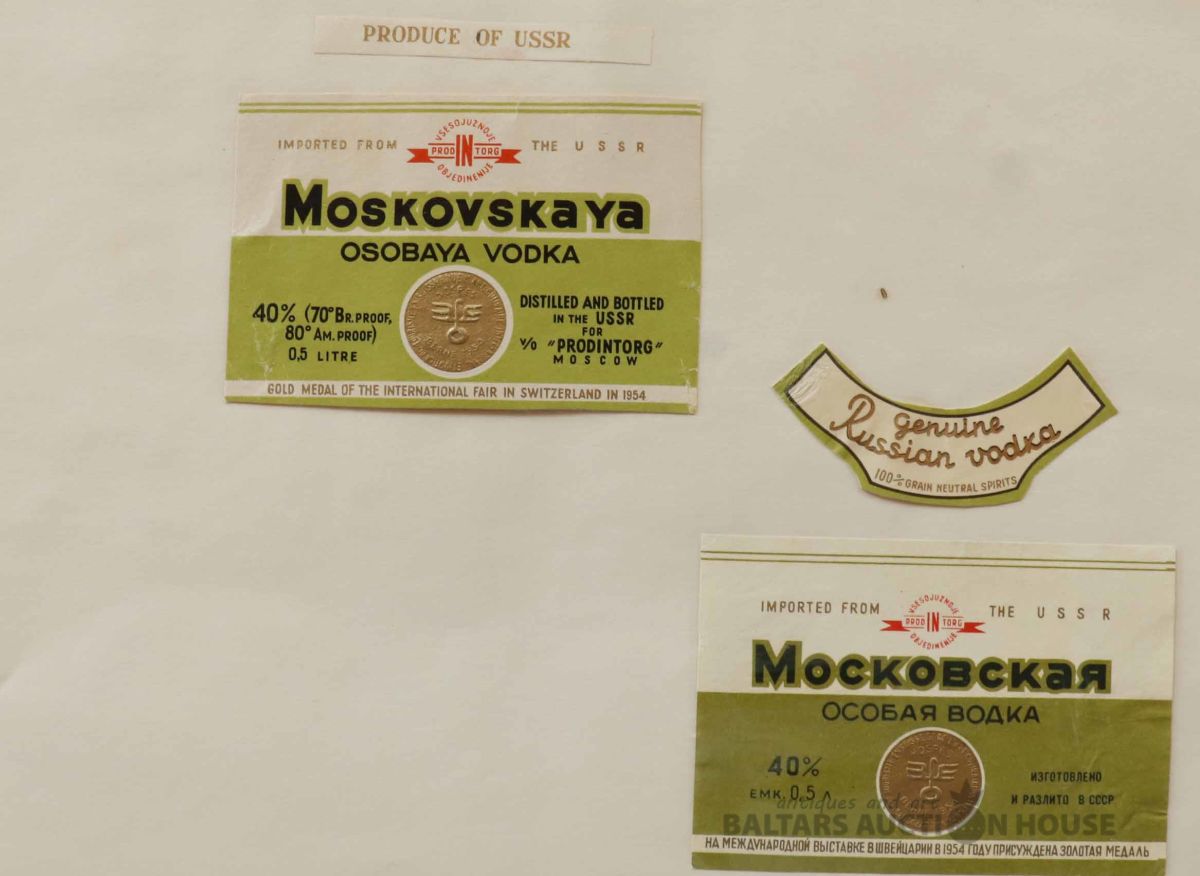 PRODUCE OF USSR
IMPORTED FROM THE USSR
VSESOJUZNOJE
PROD IN TORG
OBJEDINENIJE
MOSKOVSKAYA
OSOBAYA VODKA
40% (70° BR. PROOF,
80° AM. PROOF)
0,5 LITRE
DISTILLED AND BOTTLED
IN THE USSR
FOR
V/O "PRODINTORG"
MOSCOW
GOLD MEDAL OF THE INTERNATIONAL FAIR IN SWITZERLAND IN 1954
genuine
Russian vodka
100% GRAIN NEUTRAL SPIRITS
IMPORTED FROM THE USSR
VSESOJUZNOJE
PROD IN TORG
OBJEDINENIJE
МОСКОВСКАЯ
ОСОБАЯ ВОДКА
40%
ЕМК. 0,5 л
ИЗГОТОВЛЕНО
И РАЗЛИТО В СССР
antiques and art
BALTARS AUCTION HOUSE
НА МЕЖДУНАРОДНОЙ ВЫСТАВКЕ В ШВЕЙЦАРИИ В 1954 ГОДУ ПРИСУЖДЕНА ЗОЛОТАЯ МЕДАЛЬ